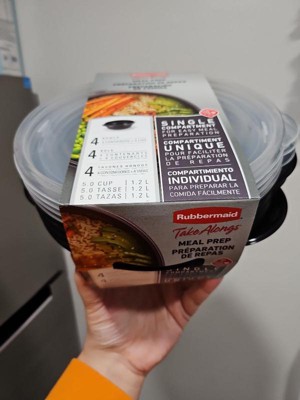 SINGLE
COMPARTMENT
FOR EASY MEAL
PREPARATION
COMPARTIMENT
UNIQUE
POUR FACILITER
LA PRÉPARATION
DE REPAS
COMPARTIMIENTO
INDIVIDUAL
PARA PREPARAR LA
COMIDA FÁCILMENTE
4
4
4
5.0 CUP | 1.2 L
5.0 TASSE | 1.2 L
5.0 TAZAS | 1.2 L
Rubbermaid
TakeAlongs
MEAL PREP
PRÉPARATION
DE REPAS